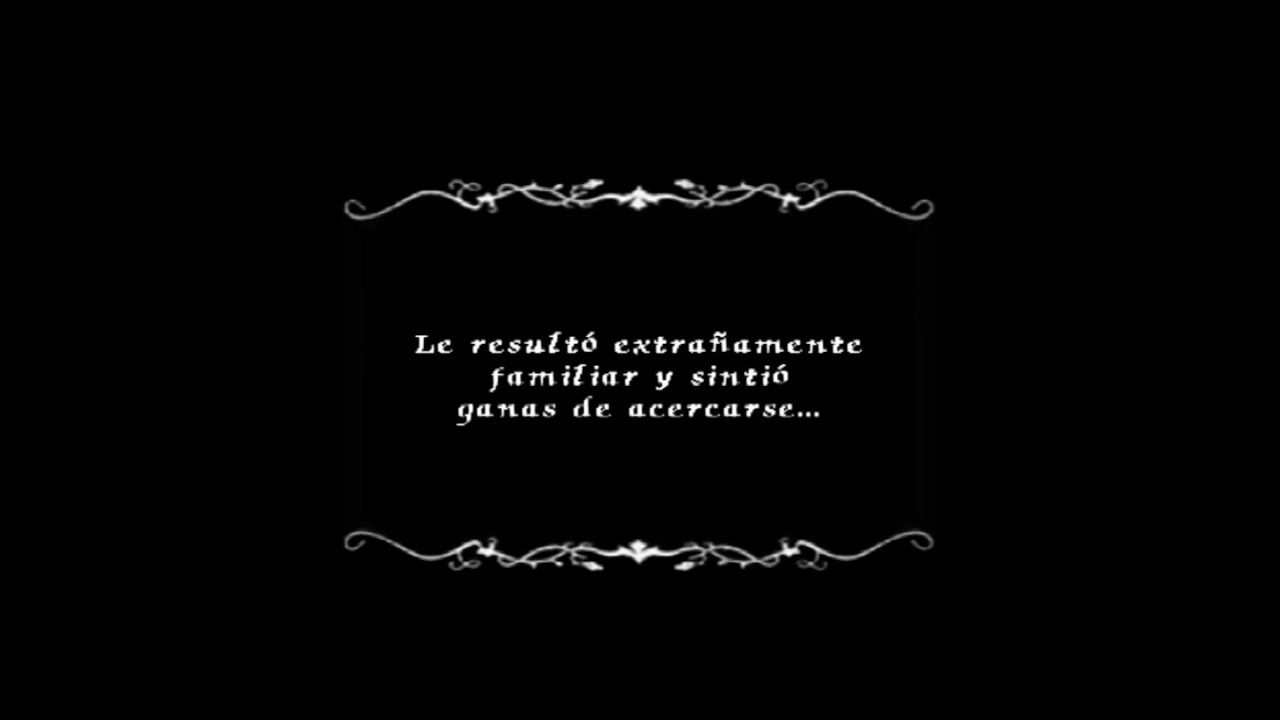 Le resultó extrañamente
familiar y sintió
ganas de acercarse...